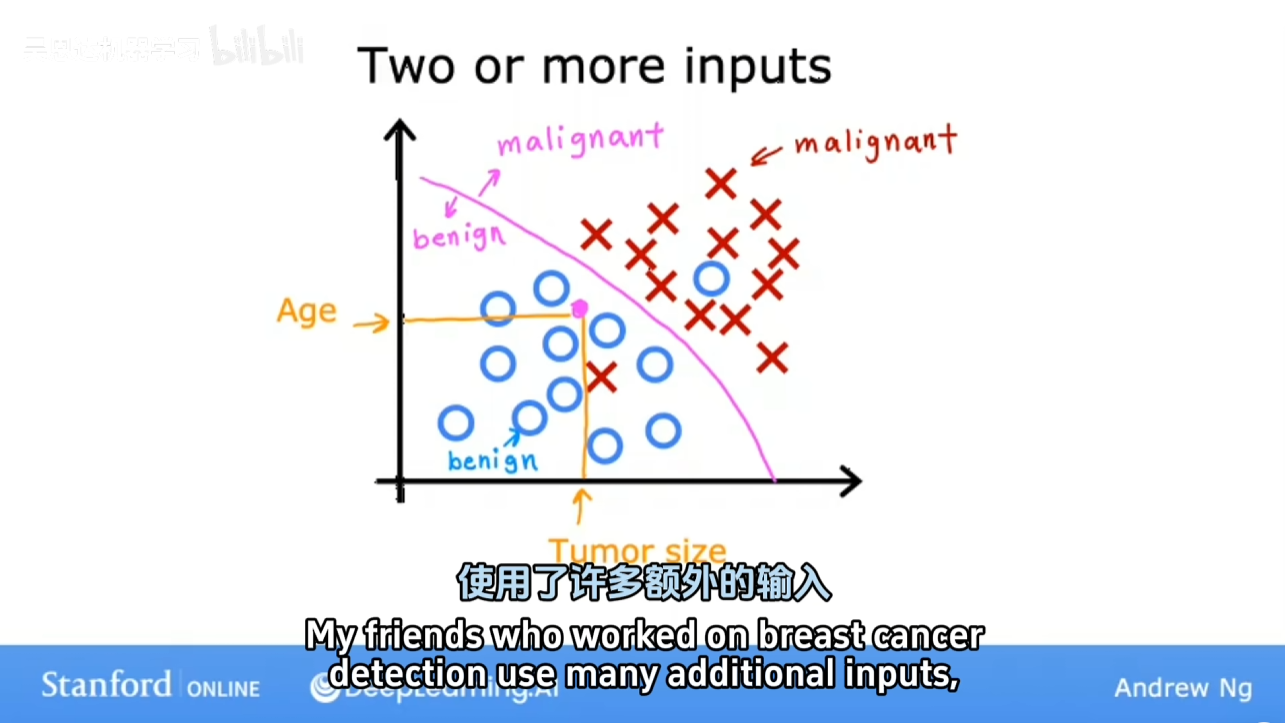 bilibili
Two or more inputs
malignant
malignant
benign
Age
benign
Tumor size
使用了许多额外的输入
My friends who worked on breast cancer
detection use many additional inputs,
Stanford ONLINE
DeepLearning.AI
Andrew Ng